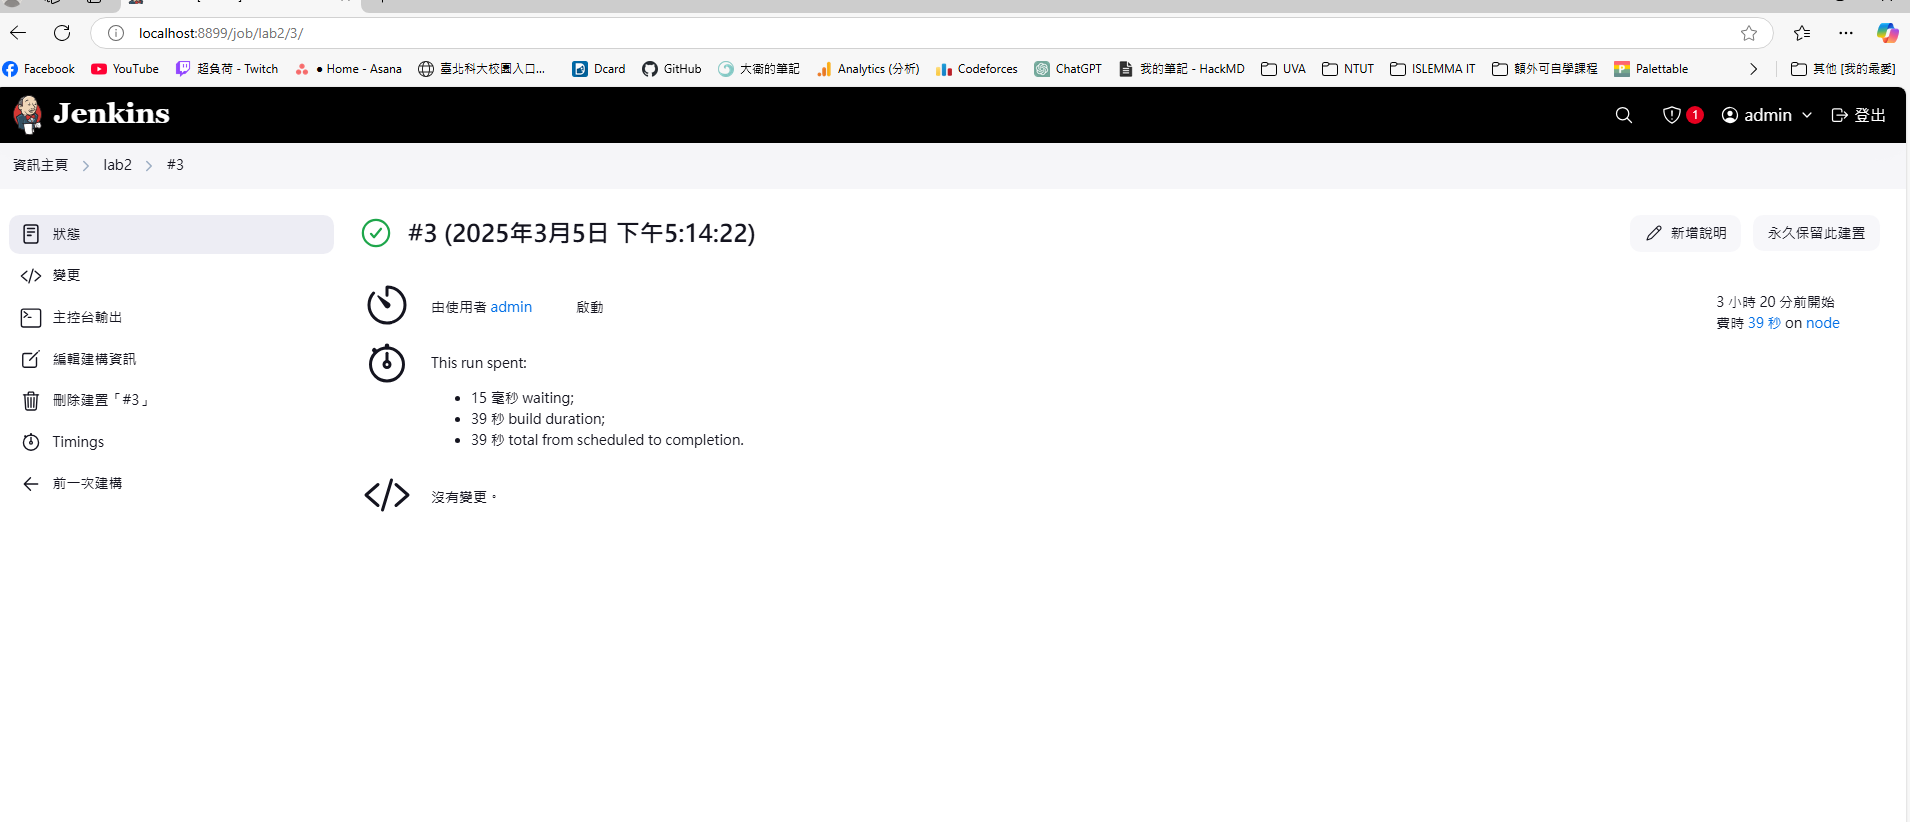 localhost:8899/job/lab2/3/
Facebook YouTube 超負荷 - Twitch ● Home - Asana 臺北科大校園入口... Dcard GitHub 大衛的筆記 Analytics (分析) Codeforces ChatGPT 我的筆記 - HackMD UVA NTUT ISLEMMA IT 額外可自學課程 Palettable 其他 [我的最愛]
Jenkins 1 admin 登出
資訊主頁 lab2 #3
狀態
變更
主控台輸出
編輯建構資訊
刪除建置「#3」
Timings
前一次建構
#3 (2025年3月5日 下午5:14:22)
新增說明 永久保留此建置
由使用者 admin 啟動
3 小時 20 分前開始
費時 39 秒 on node
This run spent:
• 15 毫秒 waiting;
• 39 秒 build duration;
• 39 秒 total from scheduled to completion.
沒有變更。